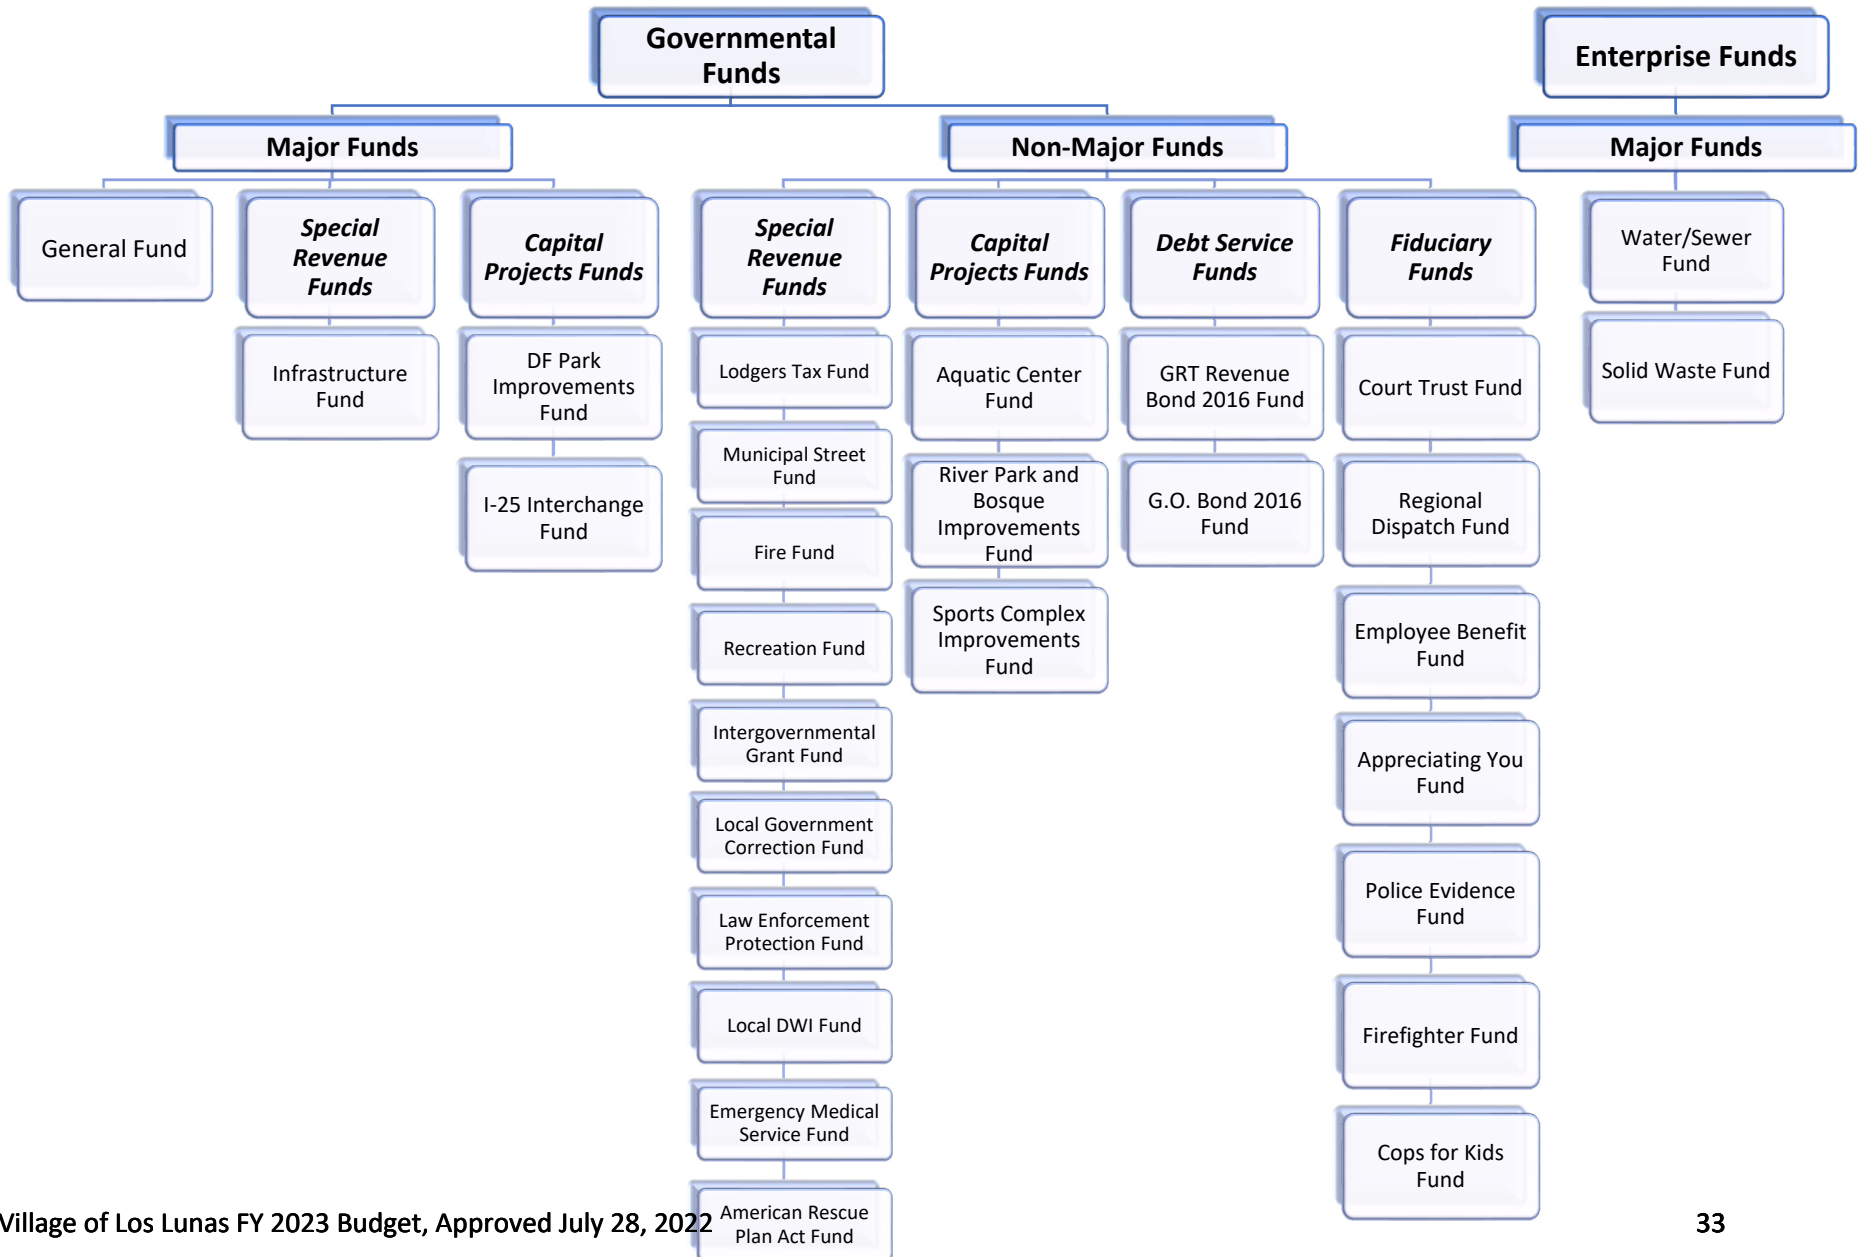 Governmental
Funds
Enterprise Funds
Major Funds
Non-Major Funds
Major Funds
General Fund
Special
Revenue
Funds
Infrastructure
Fund
Capital
Projects Funds
DF Park
Improvements
Fund
I-25 Interchange
Fund
Special
Revenue
Funds
Lodgers Tax Fund
Municipal Street
Fund
Fire Fund
Recreation Fund
Intergovernmental
Grant Fund
Local Government
Correction Fund
Law Enforcement
Protection Fund
Local DWI Fund
Emergency Medical
Service Fund
American Rescue
Plan Act Fund
Capital
Projects Funds
Aquatic Center
Fund
River Park and
Bosque
Improvements
Fund
Sports Complex
Improvements
Fund
Debt Service
Funds
GRT Revenue
Bond 2016 Fund
G.O. Bond 2016
Fund
Fiduciary
Funds
Court Trust Fund
Regional
Dispatch Fund
Employee Benefit
Fund
Appreciating You
Fund
Police Evidence
Fund
Firefighter Fund
Cops for Kids
Fund
Water/Sewer
Fund
Solid Waste Fund
Village of Los Lunas FY 2023 Budget, Approved July 28, 2022
33